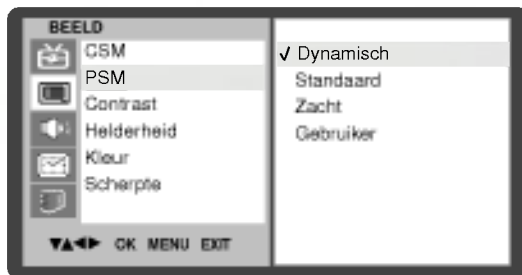 BEELD
CSM
PSM
Contrast
Helderheid
Kleur
Scherpte
▼▲◀▶ OK MENU EXIT
✓ Dynamisch
Standaard
Zacht
Gebruiker